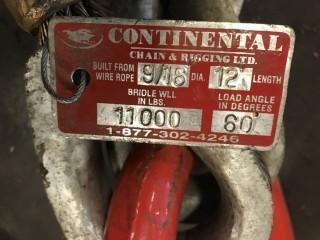 CONTINENTAL
CHAIN & RIGGING LTD.
BUILT FROM WIRE ROPE 9/16 DIA. 12' LENGTH
BRIDLE WLL IN LBS. LOAD ANGLE IN DEGREES
11000 60°
1-877-302-4246